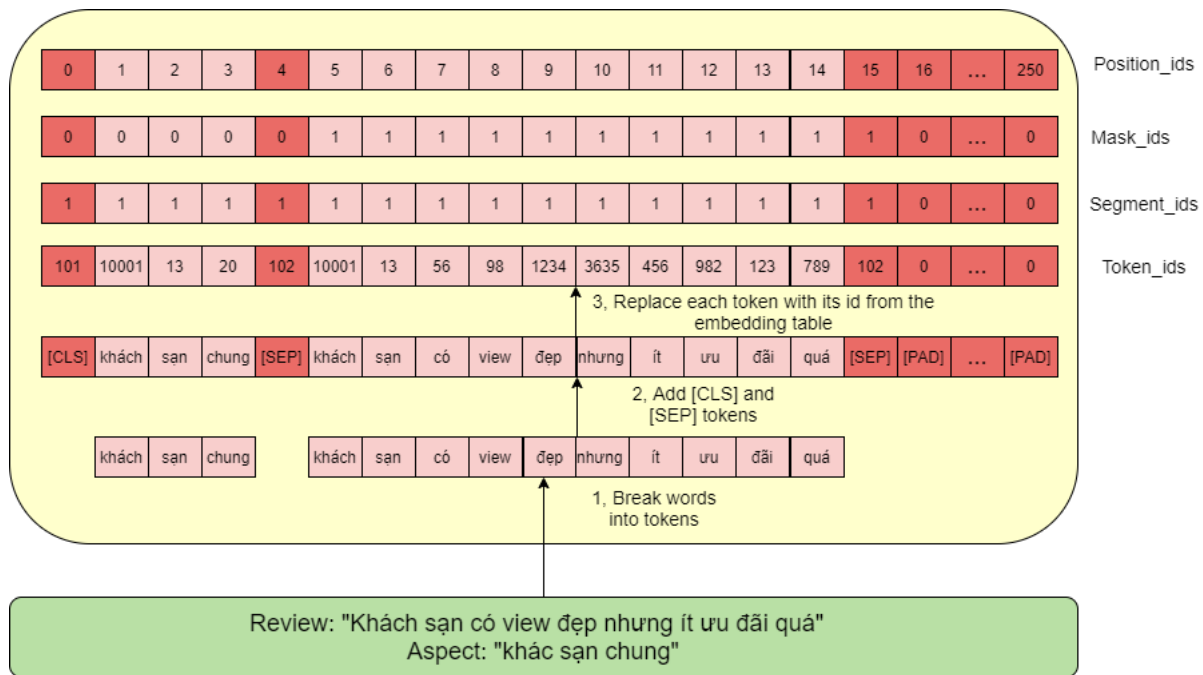 0 1 2 3 4 5 6 7 8 9 10 11 12 13 14 15 16 ... 250 Position_ids
0 0 0 0 0 1 1 1 1 1 1 1 1 1 1 1 0 ... 0 Mask_ids
1 1 1 1 1 1 1 1 1 1 1 1 1 1 1 1 0 ... 0 Segment_ids
101 10001 13 20 102 10001 13 56 98 1234 3635 456 982 123 789 102 0 ... 0 Token_ids
3, Replace each token with its id from the
embedding table
[CLS] khách sạn chung [SEP] khách sạn có view đẹp nhưng ít ưu đãi quá [SEP] [PAD] ... [PAD]
2, Add [CLS] and
[SEP] tokens
khách sạn chung khách sạn có view đẹp nhưng ít ưu đãi quá
1, Break words
into tokens
Review: "Khách sạn có view đẹp nhưng ít ưu đãi quá"
Aspect: "khác sạn chung"